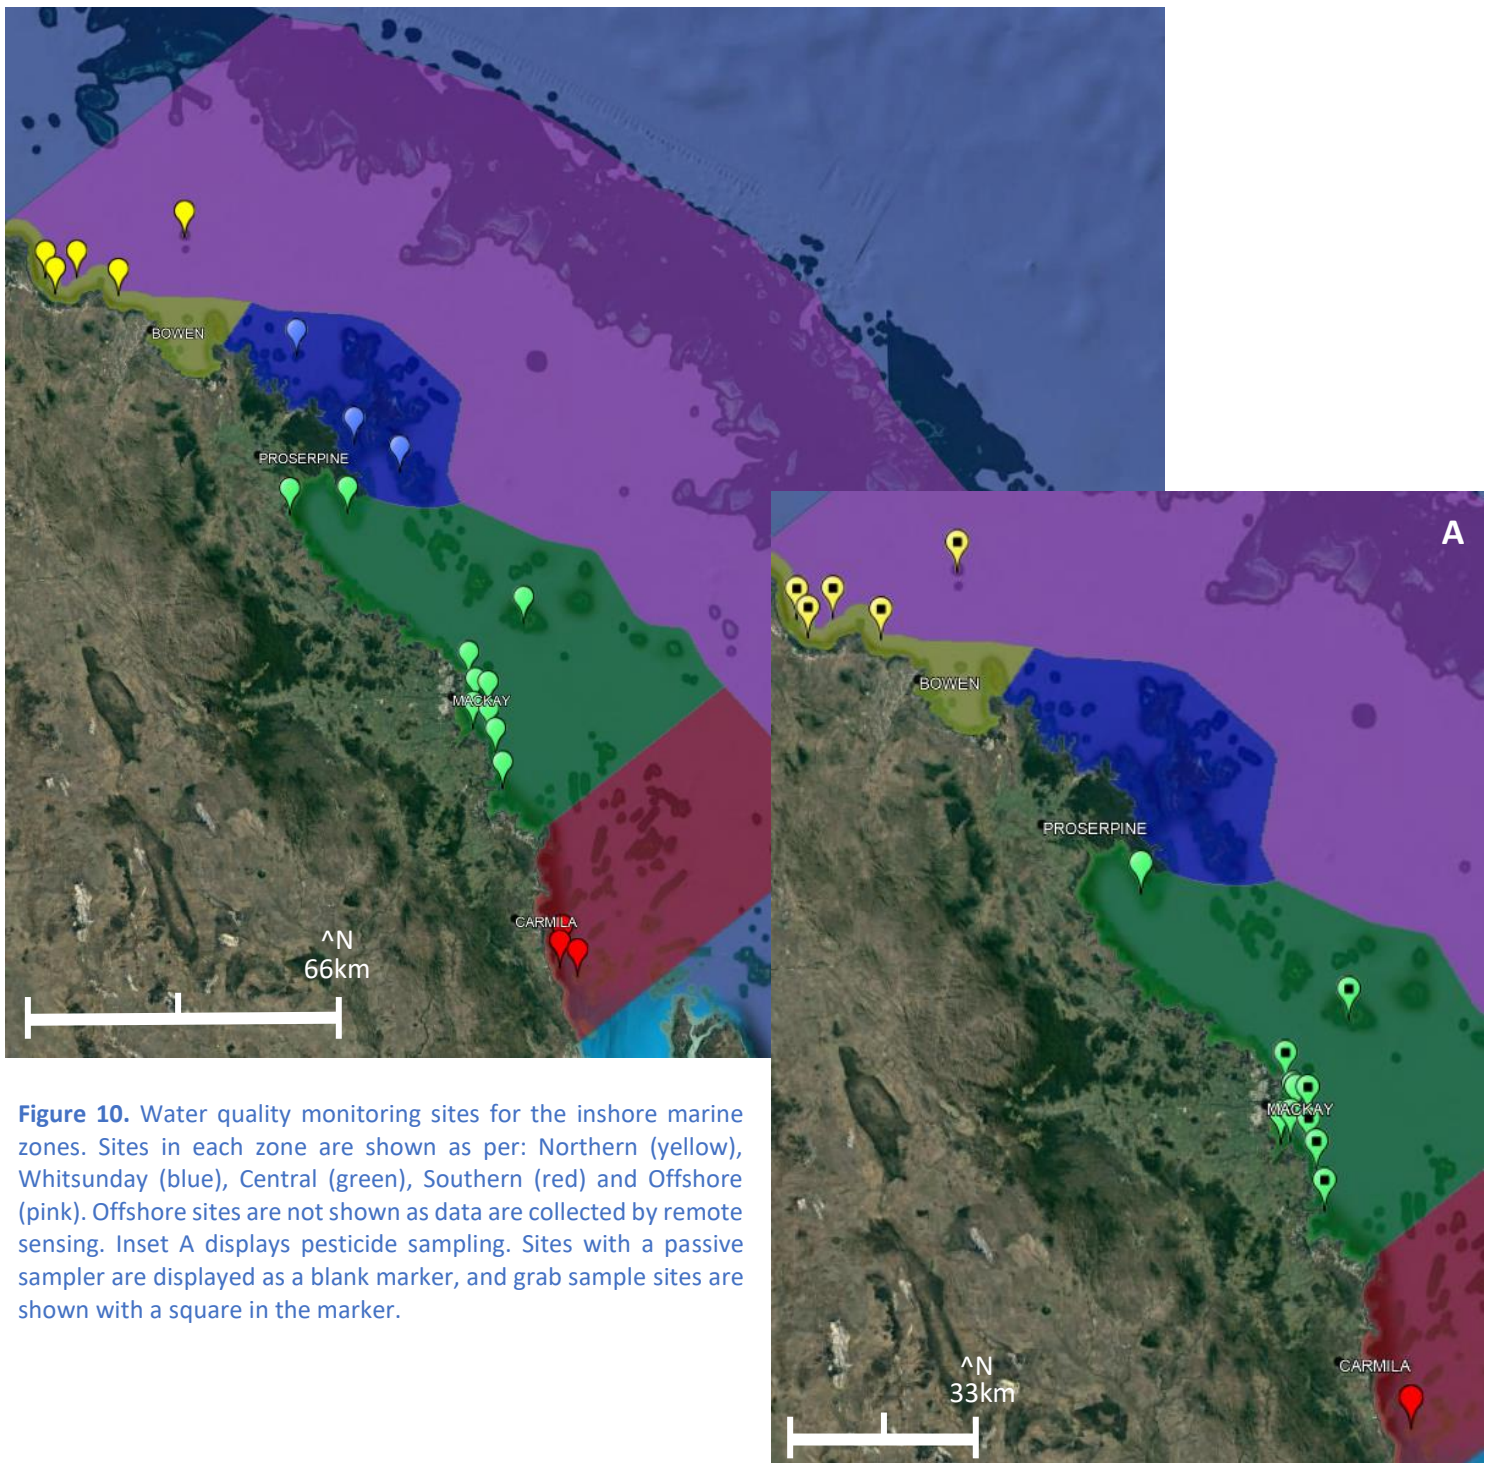 BOWEN
PROSERPINE
MACKAY
CARMILA
^N
66km
A
BOWEN
PROSERPINE
MACKAY
CARMILA
^N
33km
Figure 10. Water quality monitoring sites for the inshore marine
zones. Sites in each zone are shown as per: Northern (yellow),
Whitsunday (blue), Central (green), Southern (red) and Offshore
(pink). Offshore sites are not shown as data are collected by remote
sensing. Inset A displays pesticide sampling. Sites with a passive
sampler are displayed as a blank marker, and grab sample sites are
shown with a square in the marker.